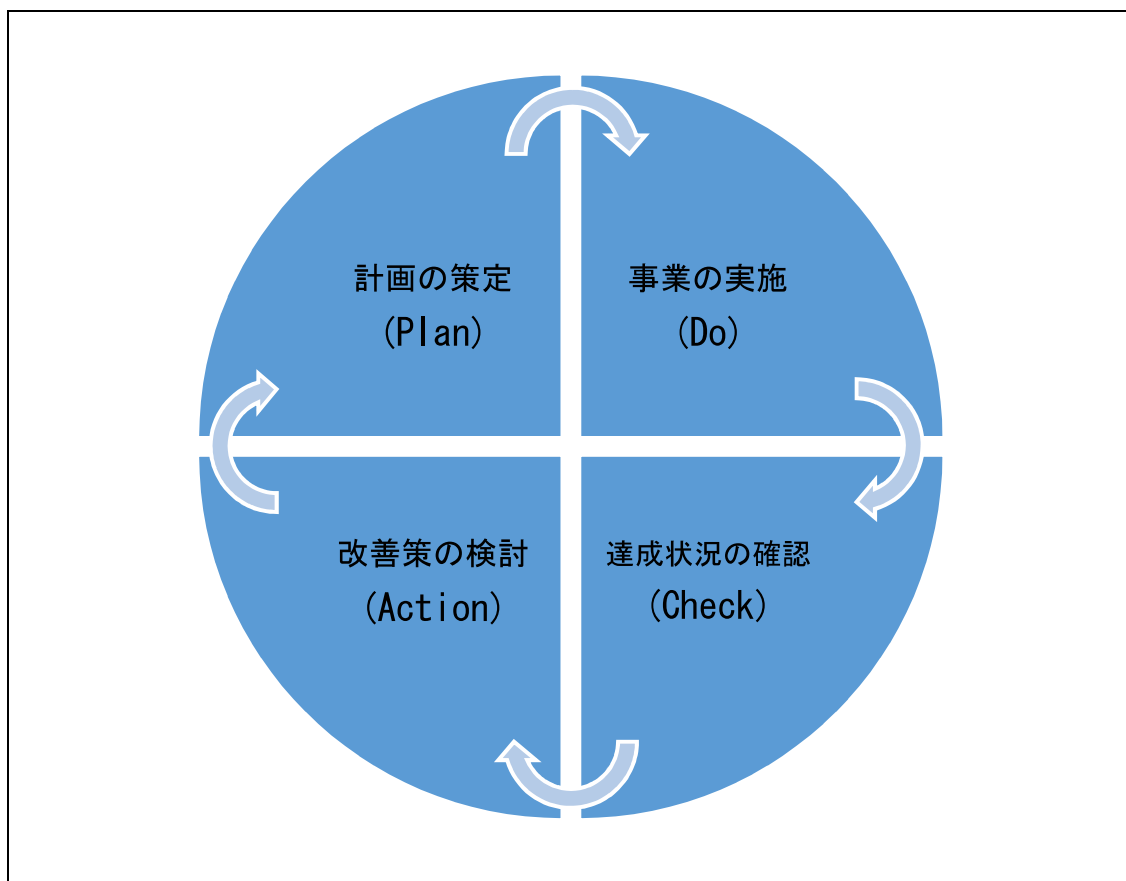 計画の策定
(Plan)
事業の実施
(Do)
改善策の検討
(Action)
達成状況の確認
(Check)